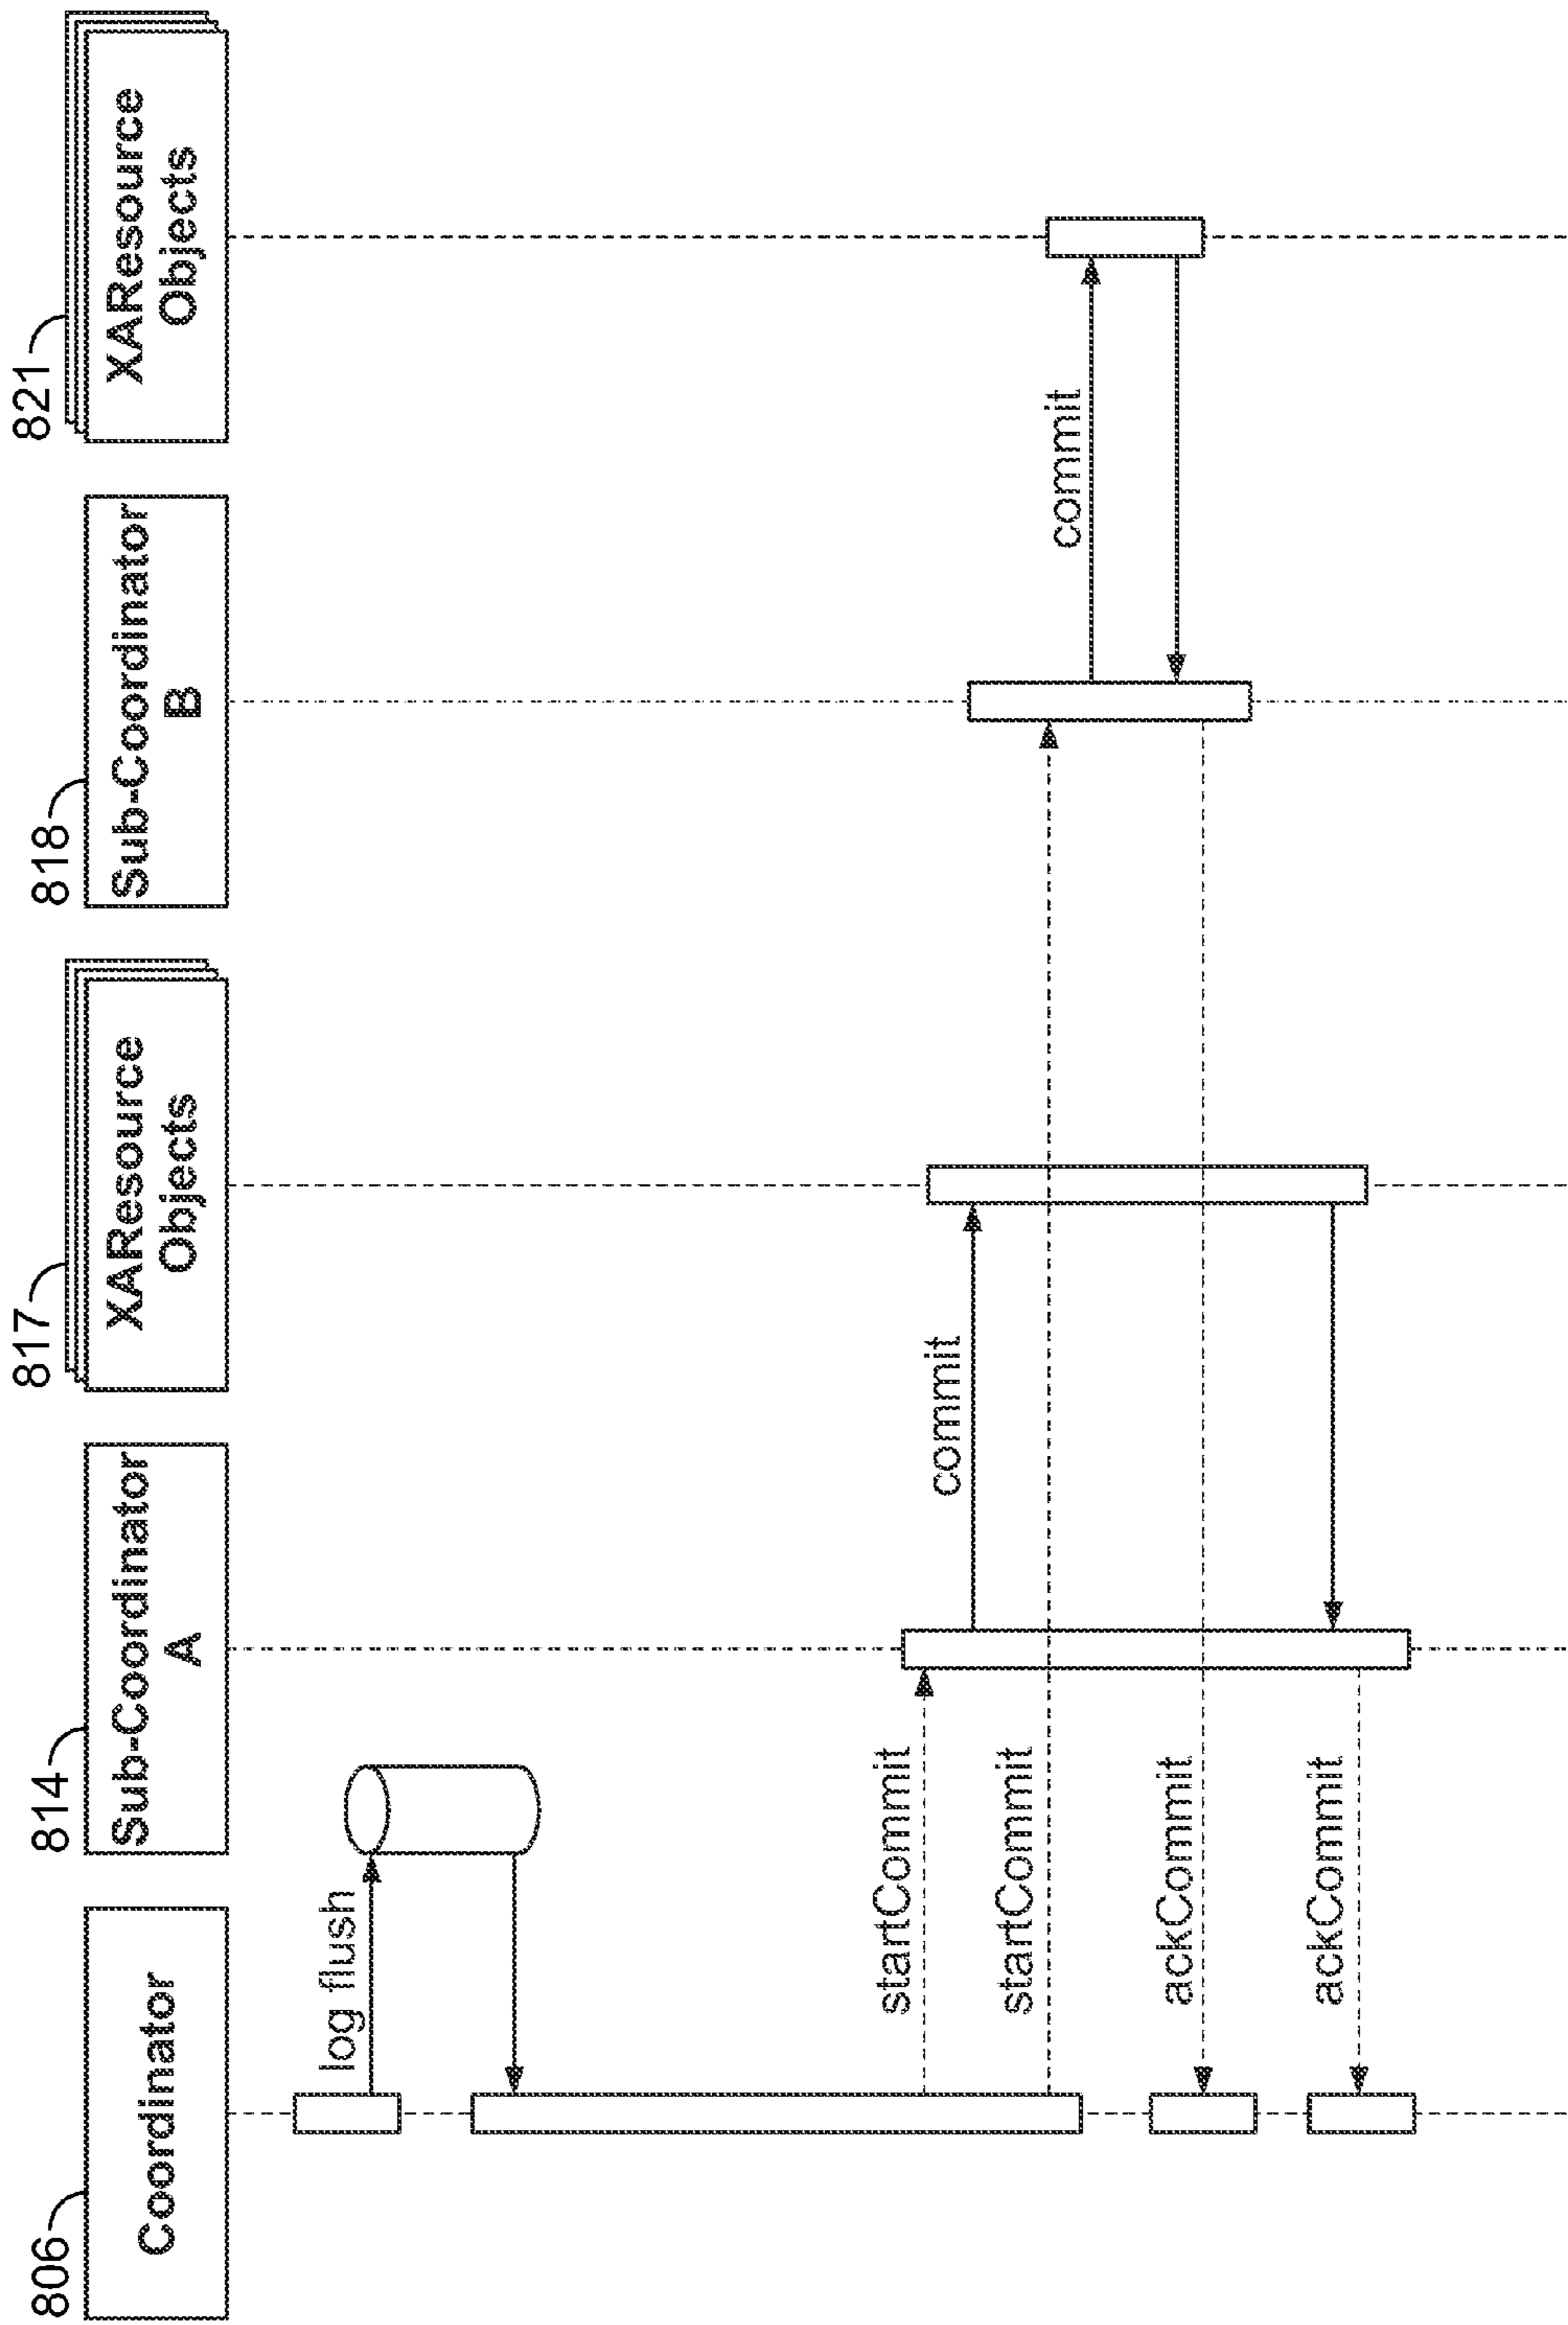 806
Coordinator
814
Sub-Coordinator
A
817
XAResource
Objects
818
Sub-Coordinator
B
821
XAResource
Objects
log flush
startCommit
commit
startCommit
commit
ackCommit
ackCommit